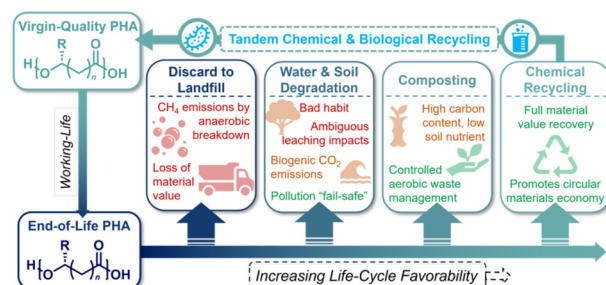 Virgin-Quality PHA
R
O
H
O
n
OH
Working-Life
End-of-Life PHA
R
O
H
O
n
OH
Tandem Chemical & Biological Recycling
Discard to
Landfill
CH4 emissions by
anaerobic
breakdown
Loss of
material
value
Water & Soil
Degradation
Bad habit
Ambiguous
leaching impacts
Biogenic CO2
emissions
Pollution "fail-safe"
Composting
High carbon
content, low
soil nutrient
Controlled
aerobic waste
management
Chemical
Recycling
Full material
value recovery
Promotes circular
materials economy
Increasing Life-Cycle Favorability